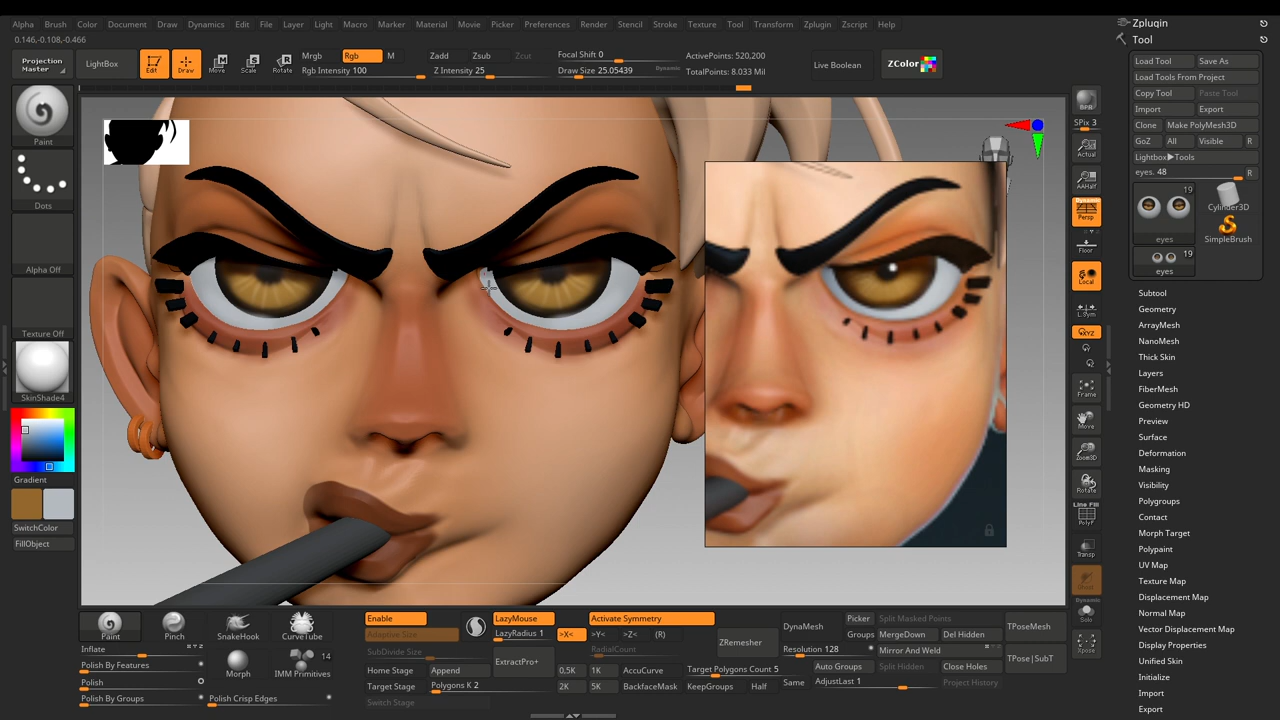 Alpha Brush Color Document Draw Dynamics Edit File Layer Light Macro Marker Material Movie Picker Preferences Render Stencil Stroke Texture Tool Transform Zplugin Zscript Help
0.146,-0.108,-0.466
Projection Master
LightBox
Edit
Draw
Move
Scale
Rotate
Mrgb Rgb M
Rgb Intensity 100
Zadd Zsub Zcut
Z Intensity 25
Focal Shift 0
Draw Size 25.05439 Dynamic
ActivePoints: 520,200
TotalPoints: 8.033 Mil
Live Boolean
ZColor
Paint
Dots
Alpha Off
Texture Off
SkinShade4
Gradient
SwitchColor
FillObject
BPR
SPix 3
Actual
AAHalf
Dynamic
Persp
Floor
Local
L.Sym
XYZ
Frame
Move
Zoom3D
Rotate
Line Fill
PolyF
Transp
Ghost
Dynamic
Solo
Xpose
Zplugin
Tool
Load Tool Save As
Load Tools From Project
Copy Tool Paste Tool
Import Export
Clone Make PolyMesh3D
GoZ All Visible R
Lightbox▶Tools
eyes. 48 R
19
eyes
Cylinder3D
SimpleBrush
19
eyes
Subtool
Geometry
ArrayMesh
NanoMesh
Thick Skin
Layers
FiberMesh
Geometry HD
Preview
Surface
Deformation
Masking
Visibility
Polygroups
Contact
Morph Target
Polypaint
UV Map
Texture Map
Displacement Map
Normal Map
Vector Displacement Map
Display Properties
Unified Skin
Initialize
Import
Export
Paint
Pinch
SnakeHook
CurveTube
Inflate
Polish By Features
Polish
Polish By Groups
Morph
14
IMM Primitives
Polish Crisp Edges
Enable
Adaptive Size
SubDivide Size
Home Stage Append
Target Stage Polygons K 2
Switch Stage
LazyMouse
LazyRadius 1
ExtractPro+
Activate Symmetry
>X< >Y< >Z< (R)
RadialCount
0.5K 1K AccuCurve
2K 5K BackfaceMask
ZRemesher
Target Polygons Count 5
KeepGroups Half Same
DynaMesh
Groups
Resolution 128
Auto Groups
AdjustLast 1
Picker Split Masked Points
MergeDown Del Hidden
Mirror And Weld
Split Hidden Close Holes
Project History
TPoseMesh
TPose|SubT